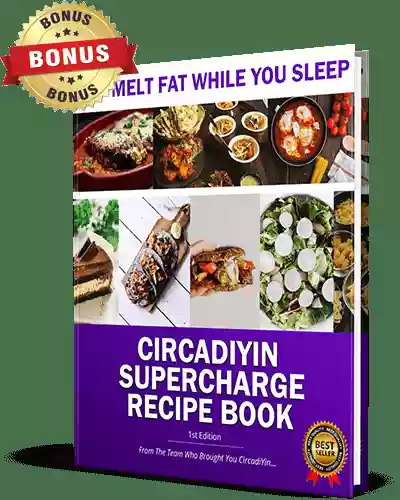 BONUS
BONUS
BONUS
MELT FAT WHILE YOU SLEEP
CIRCADIYIN
SUPERCHARGE
RECIPE BOOK
1st Edition
From The Team Who Brought You CircadiYin...
BEST
SELLER